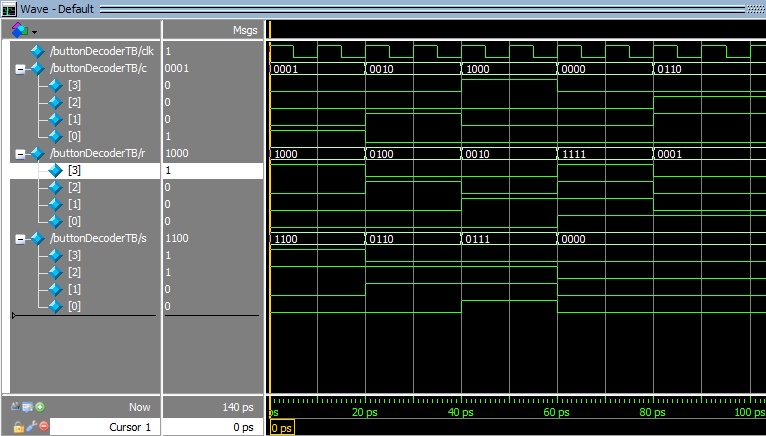 Wave - Default
Msgs
/buttonDecoderTB/clk 1
/buttonDecoderTB/c 0001 0001 0010 1000 0000 0110
[3] 0
[2] 0
[1] 0
[0] 1
/buttonDecoderTB/r 1000 1000 0100 0010 1111 0001
[3] 1
[2] 0
[1] 0
[0] 0
/buttonDecoderTB/s 1100 1100 0110 0111 0000
[3] 1
[2] 1
[1] 0
[0] 0
Now 140 ps ps 20 ps 40 ps 60 ps 80 ps 100 ps
Cursor 1 0 ps 0 ps